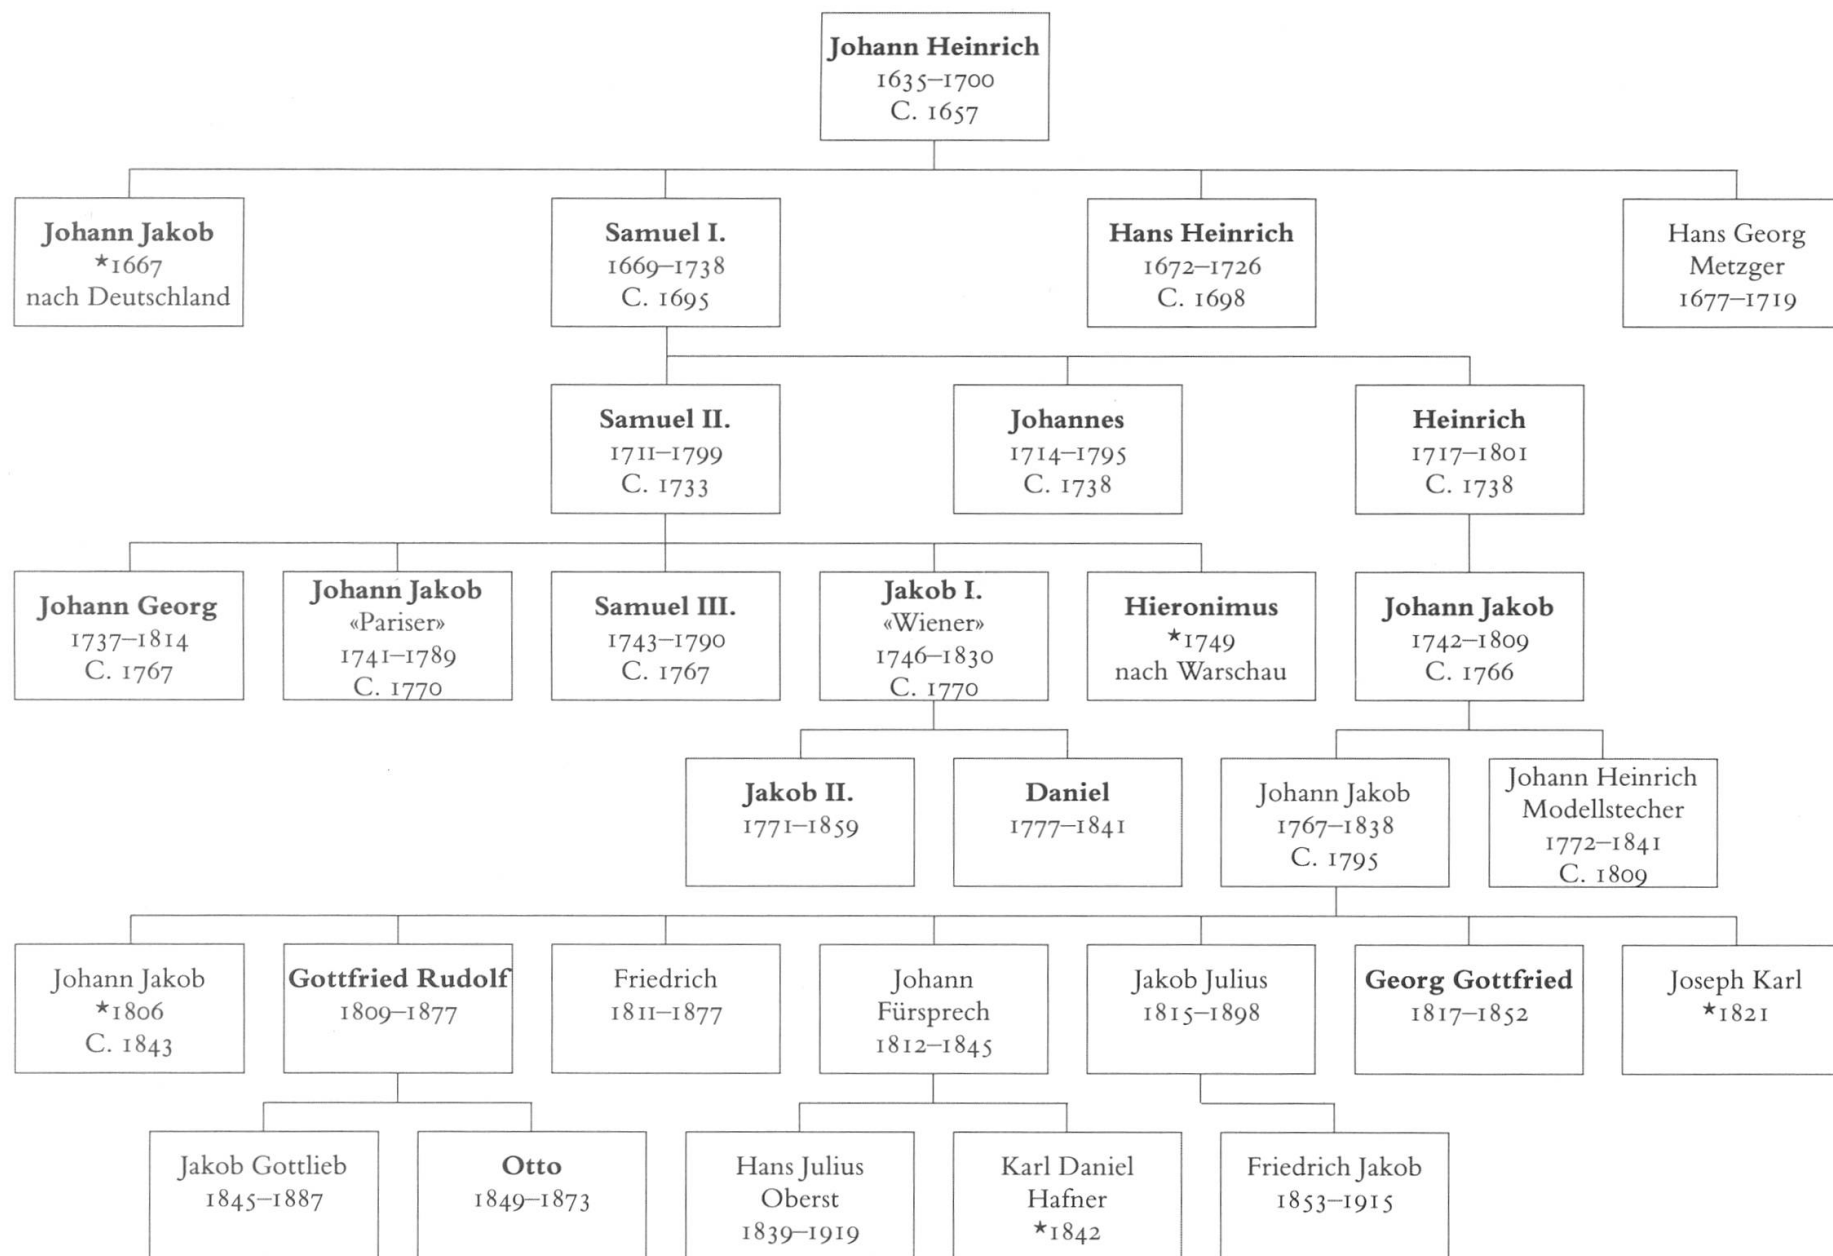 Johann Heinrich
1635–1700
C. 1657
Johann Jakob
★1667
nach Deutschland
Samuel I.
1669–1738
C. 1695
Hans Heinrich
1672–1726
C. 1698
Hans Georg
Metzger
1677–1719
Samuel II.
1711–1799
C. 1733
Johannes
1714–1795
C. 1738
Heinrich
1717–1801
C. 1738
Johann Georg
1737–1814
C. 1767
Johann Jakob
«Pariser»
1741–1789
C. 1770
Samuel III.
1743–1790
C. 1767
Jakob I.
«Wiener»
1746–1830
C. 1770
Hieronimus
★1749
nach Warschau
Johann Jakob
1742–1809
C. 1766
Jakob II.
1771–1859
Daniel
1777–1841
Johann Jakob
1767–1838
C. 1795
Johann Heinrich
Modellstecher
1772–1841
C. 1809
Johann Jakob
★1806
C. 1843
Gottfried Rudolf
1809–1877
Friedrich
1811–1877
Johann
Fürsprech
1812–1845
Jakob Julius
1815–1898
Georg Gottfried
1817–1852
Joseph Karl
★1821
Jakob Gottlieb
1845–1887
Otto
1849–1873
Hans Julius
Oberst
1839–1919
Karl Daniel
Hafner
★1842
Friedrich Jakob
1853–1915